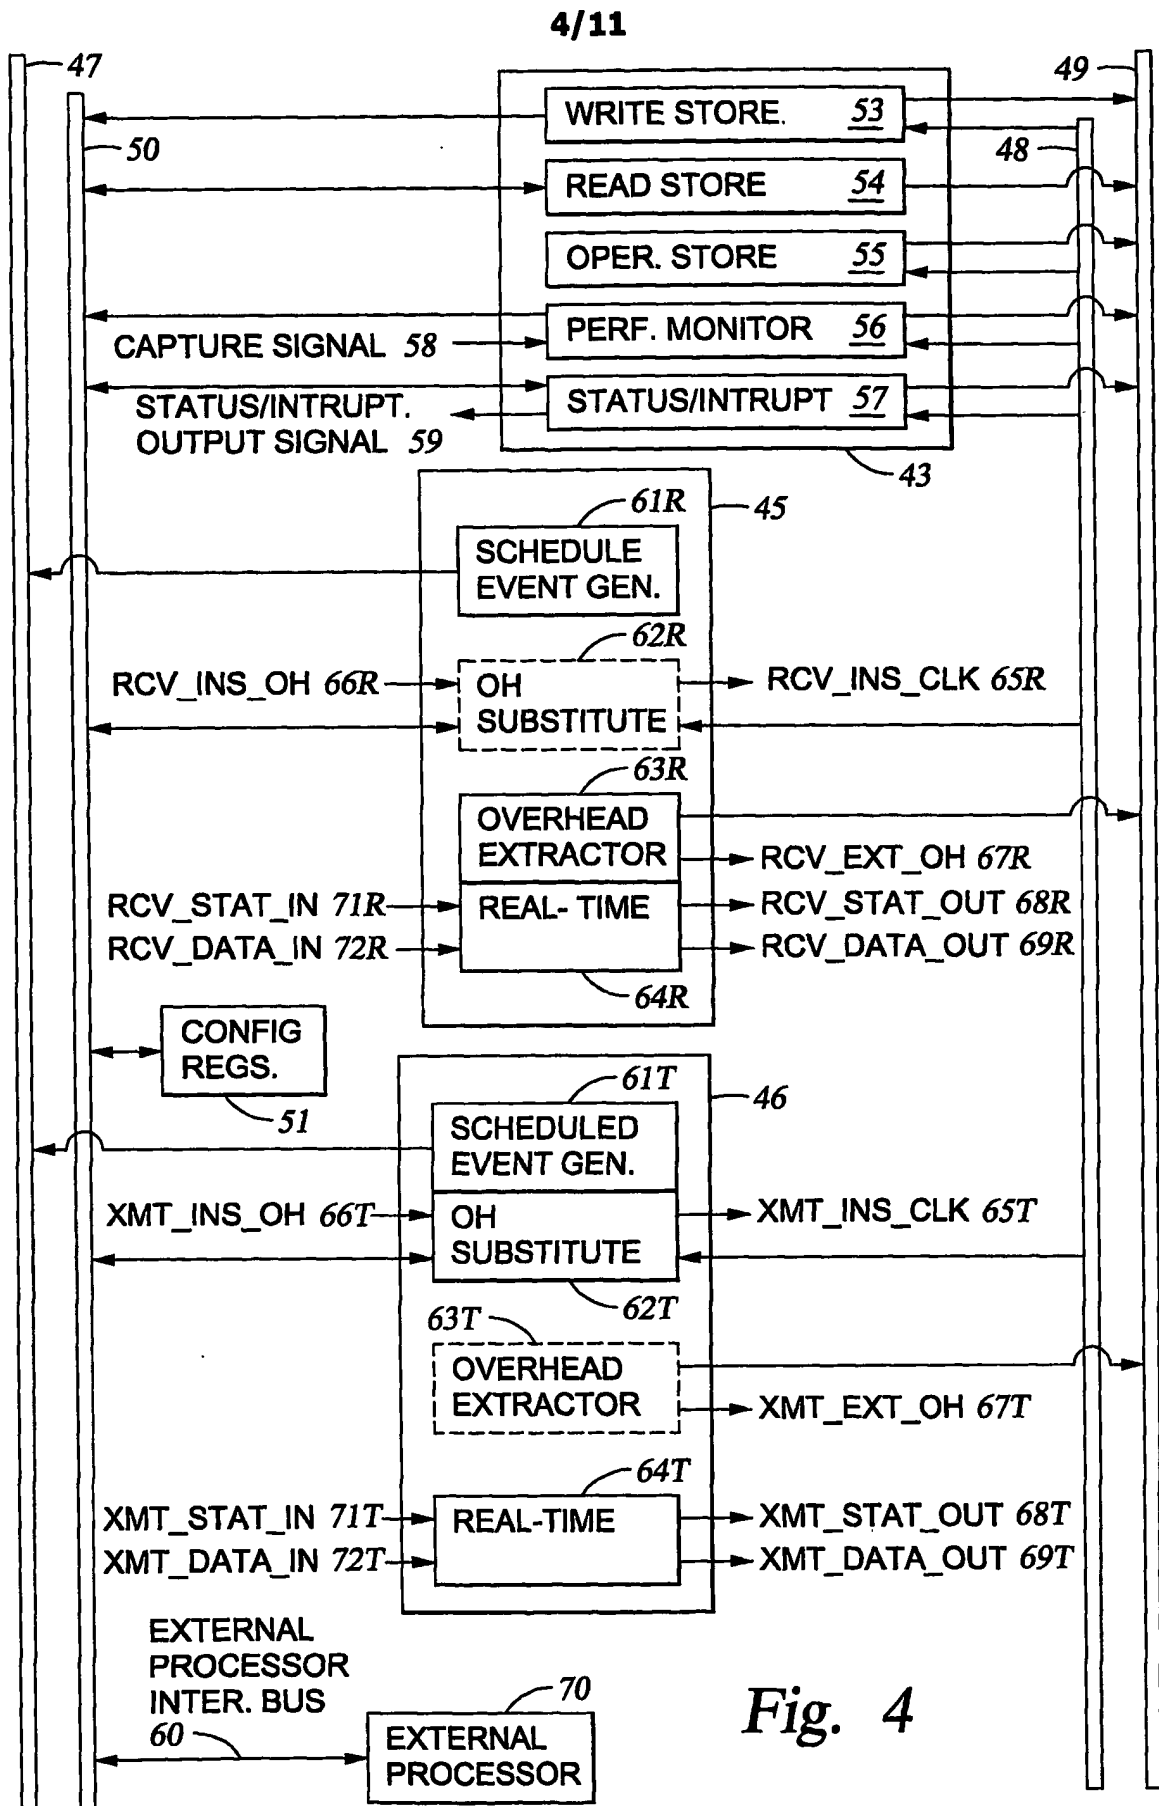 4/11
47
49
WRITE STORE. 53
50
48
READ STORE 54
OPER. STORE 55
PERF. MONITOR 56
CAPTURE SIGNAL 58
STATUS/INTRUPT 57
STATUS/INTRUPT.
OUTPUT SIGNAL 59
43
61R
45
SCHEDULE
EVENT GEN.
62R
RCV_INS_OH 66R
OH
SUBSTITUTE
RCV_INS_CLK 65R
63R
OVERHEAD
EXTRACTOR
RCV_EXT_OH 67R
RCV_STAT_IN 71R
REAL- TIME
RCV_STAT_OUT 68R
RCV_DATA_IN 72R
RCV_DATA_OUT 69R
64R
CONFIG
REGS.
51
61T
46
SCHEDULED
EVENT GEN.
XMT_INS_OH 66T
OH
SUBSTITUTE
XMT_INS_CLK 65T
62T
63T
OVERHEAD
EXTRACTOR
XMT_EXT_OH 67T
64T
XMT_STAT_IN 71T
REAL-TIME
XMT_STAT_OUT 68T
XMT_DATA_IN 72T
XMT_DATA_OUT 69T
EXTERNAL
PROCESSOR
INTER. BUS
60
70
EXTERNAL
PROCESSOR
Fig. 4